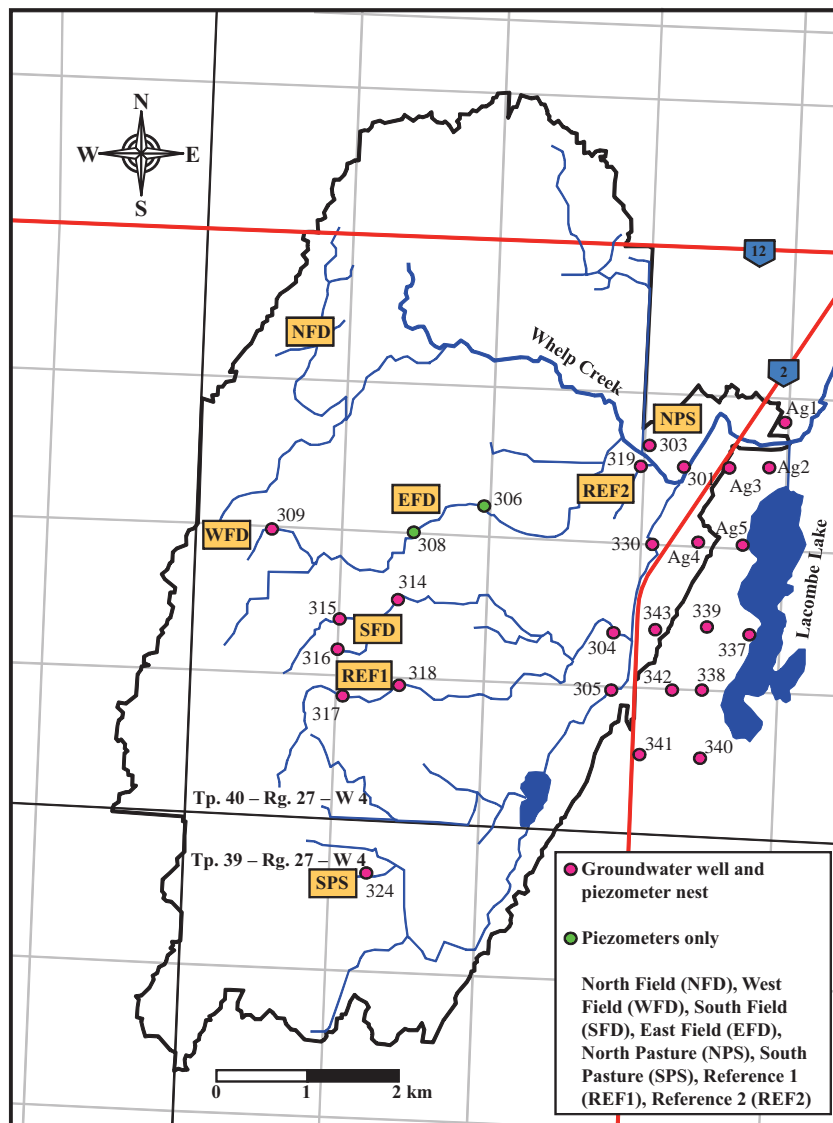 N
W E
S
12
NFD
Whelp Creek
2
Ag1
NPS
303
319
301
Ag2
Ag3
REF2
EFD
306
309
WFD
308
330
Ag5
Ag4
Lacombe Lake
314
315
SFD
316
304
343
339
337
REF1
318
317
305
342
338
341
340
Tp. 40 – Rg. 27 – W 4
Tp. 39 – Rg. 27 – W 4
SPS
324
0 1 2 km
Groundwater well and
piezometer nest
Piezometers only
North Field (NFD), West
Field (WFD), South Field
(SFD), East Field (EFD),
North Pasture (NPS), South
Pasture (SPS), Reference 1
(REF1), Reference 2 (REF2)